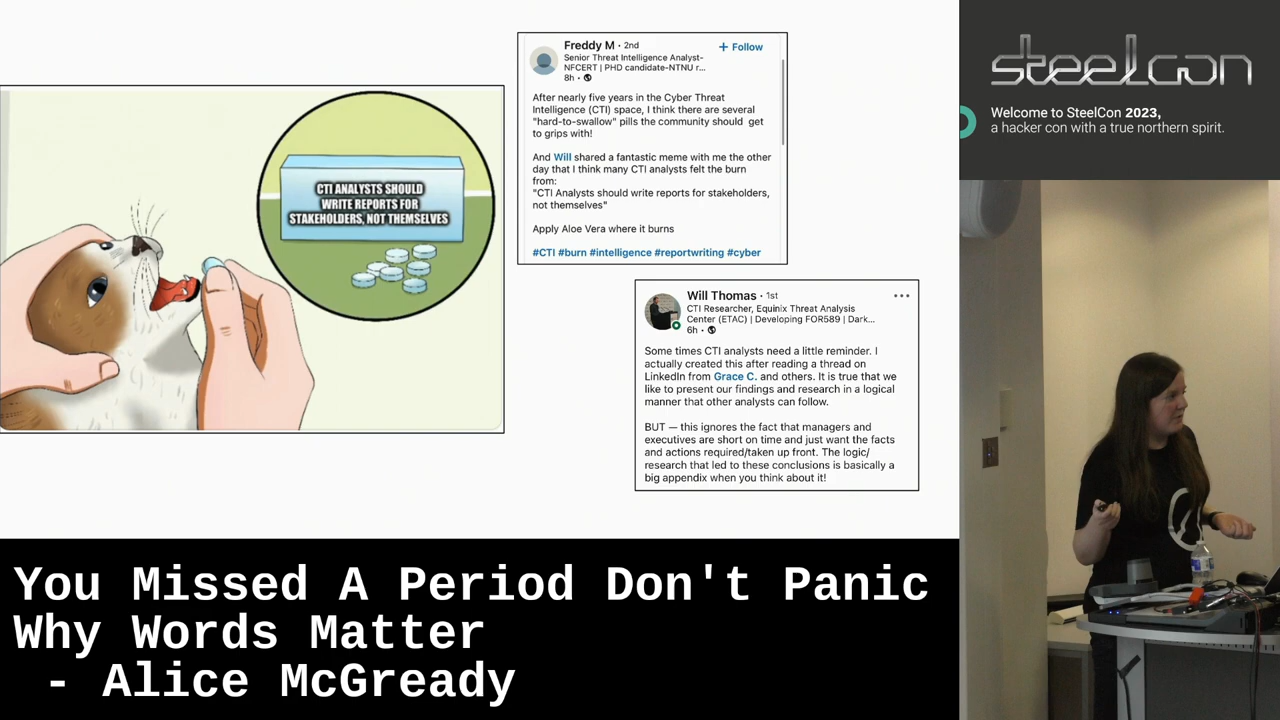 CTI ANALYSTS SHOULD
WRITE REPORTS FOR
STAKEHOLDERS, NOT THEMSELVES
Freddy M · 2nd
+ Follow
Senior Threat Intelligence Analyst-
NFCERT | PHD candidate-NTNU r...
8h •
After nearly five years in the Cyber Threat
Intelligence (CTI) space, I think there are several
"hard-to-swallow" pills the community should get
to grips with!
And Will shared a fantastic meme with me the other
day that I think many CTI analysts felt the burn
from:
"CTI Analysts should write reports for stakeholders,
not themselves"
Apply Aloe Vera where it burns
#CTI #burn #intelligence #reportwriting #cyber
Will Thomas · 1st
CTI Researcher, Equinix Threat Analysis
Center (ETAC) | Developing FOR589 | Dark...
6h •
Some times CTI analysts need a little reminder. I
actually created this after reading a thread on
LinkedIn from Grace C. and others. It is true that we
like to present our findings and research in a logical
manner that other analysts can follow.
BUT — this ignores the fact that managers and
executives are short on time and just want the facts
and actions required/taken up front. The logic/
research that led to these conclusions is basically a
big appendix when you think about it!
steelcon
Welcome to SteelCon 2023,
a hacker con with a true northern spirit.
You Missed A Period Don't Panic
Why Words Matter
- Alice McGready